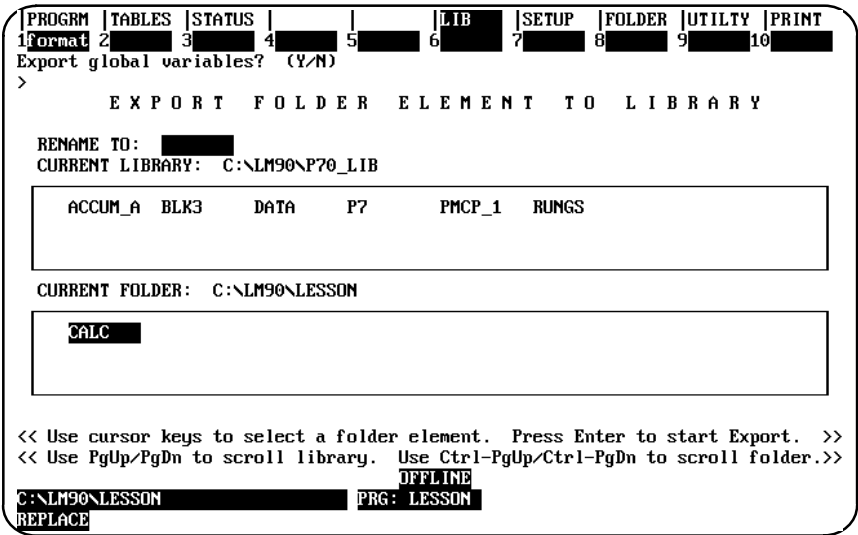 |PROGRM |TABLES |STATUS | | |LIB |SETUP |FOLDER |UTILTY |PRINT
1format 2 3 4 5 6 7 8 9 10
Export global variables? (Y/N)
>
E X P O R T F O L D E R E L E M E N T T O L I B R A R Y
RENAME TO:
CURRENT LIBRARY: C:\LM90\P70_LIB
ACCUM_A BLK3 DATA P7 PMCP_1 RUNGS
CURRENT FOLDER: C:\LM90\LESSON
CALC
<< Use cursor keys to select a folder element. Press Enter to start Export. >>
<< Use PgUp/PgDn to scroll library. Use Ctrl-PgUp/Ctrl-PgDn to scroll folder.>>
OFFLINE
C:\LM90\LESSON PRG: LESSON
REPLACE